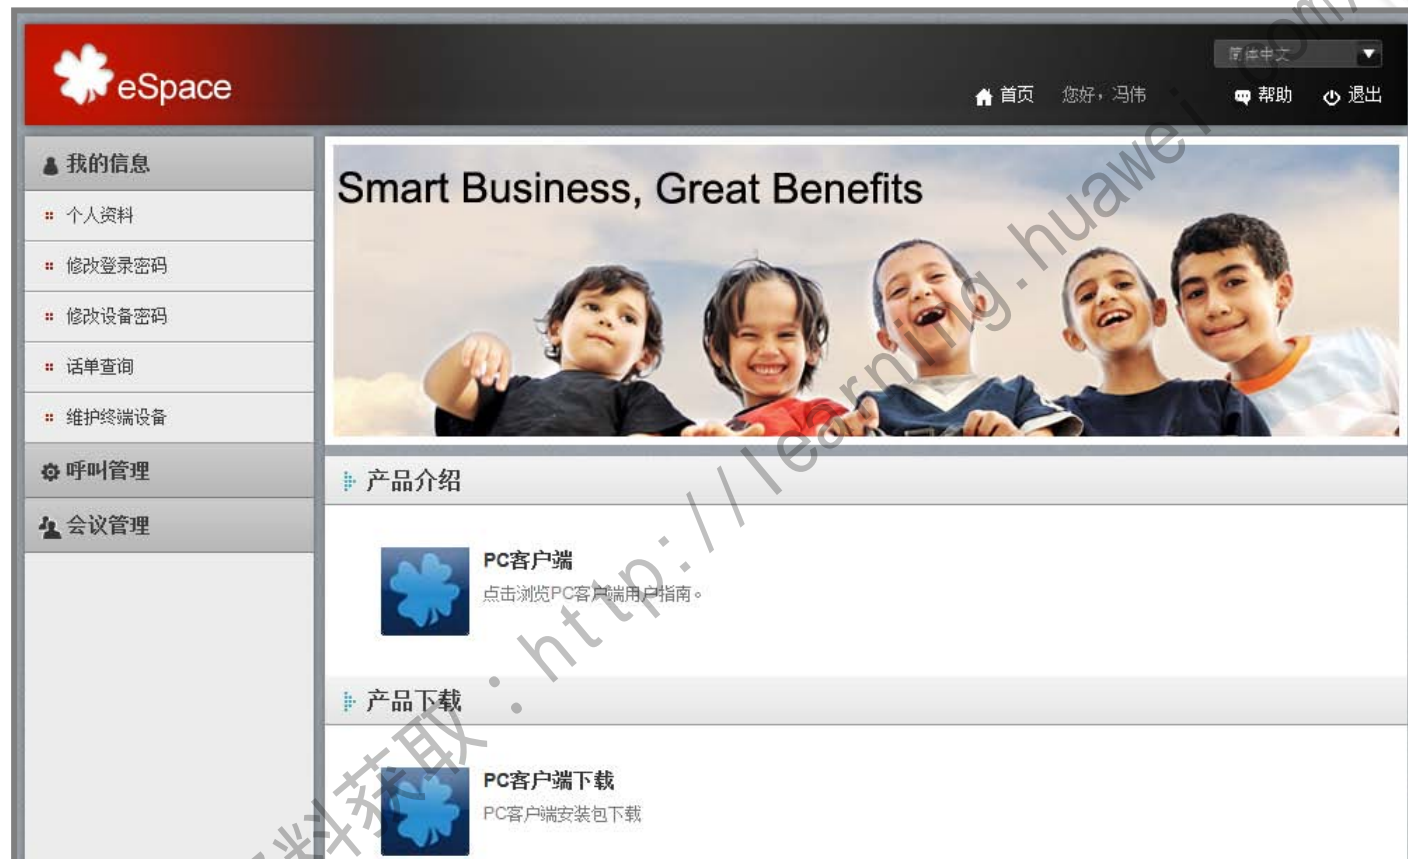 eSpace
简体中文
首页 您好，冯伟 帮助 退出
我的信息
个人资料
修改登录密码
修改设备密码
话单查询
维护终端设备
呼叫管理
会议管理
Smart Business, Great Benefits
产品介绍
PC客户端
点击浏览PC客户端用户指南。
产品下载
PC客户端下载
PC客户端安装包下载
料获取：http://learning.huawei.com/